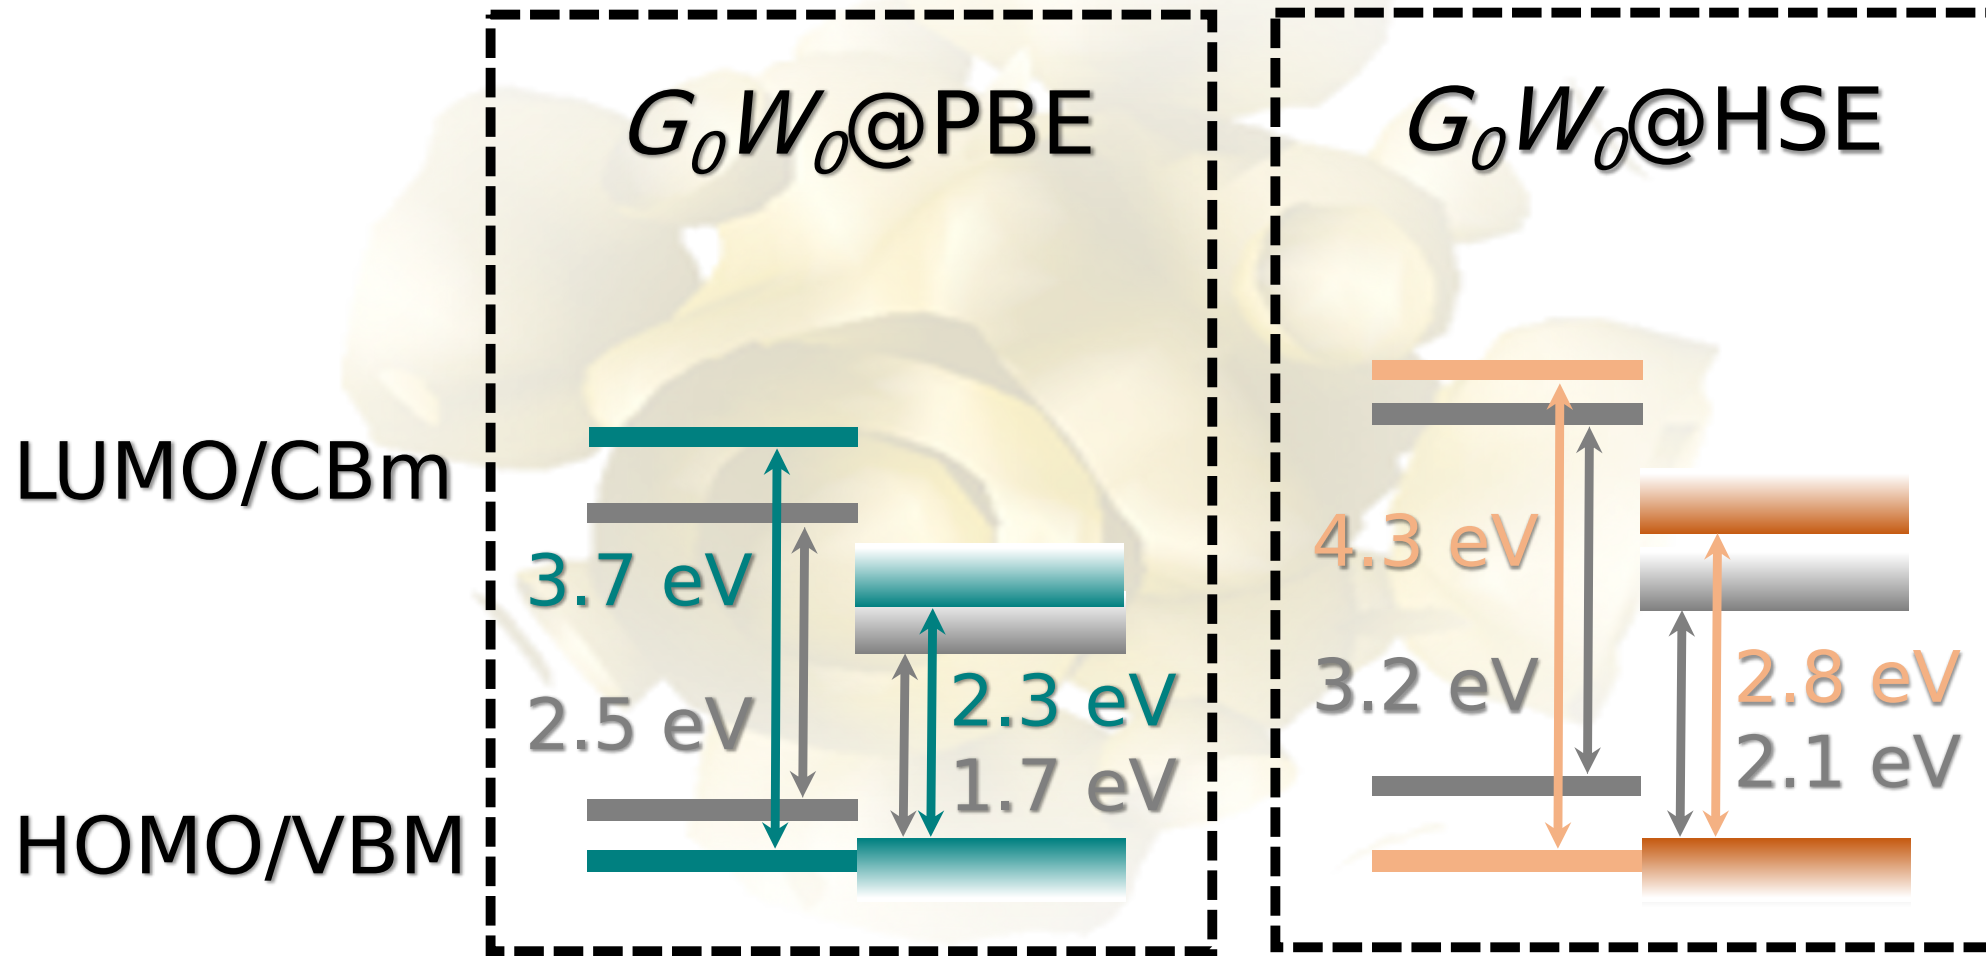 G0W0@PBE
G0W0@HSE
LUMO/CBm
3.7 eV
4.3 eV
2.5 eV
2.3 eV
1.7 eV
3.2 eV
2.8 eV
2.1 eV
HOMO/VBM